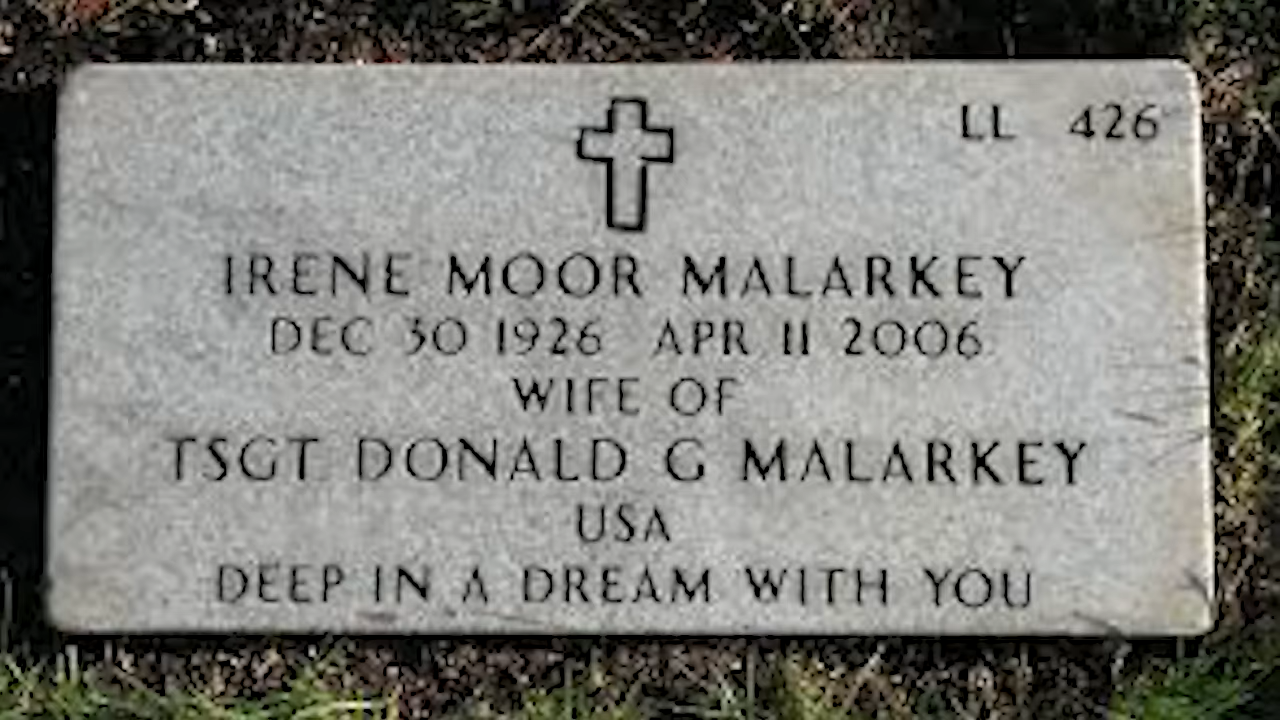 LL 426
IRENE MOOR MALARKEY
DEC 30 1926 APR 11 2006
WIFE OF
TSGT DONALD G MALARKEY
USA
DEEP IN A DREAM WITH YOU